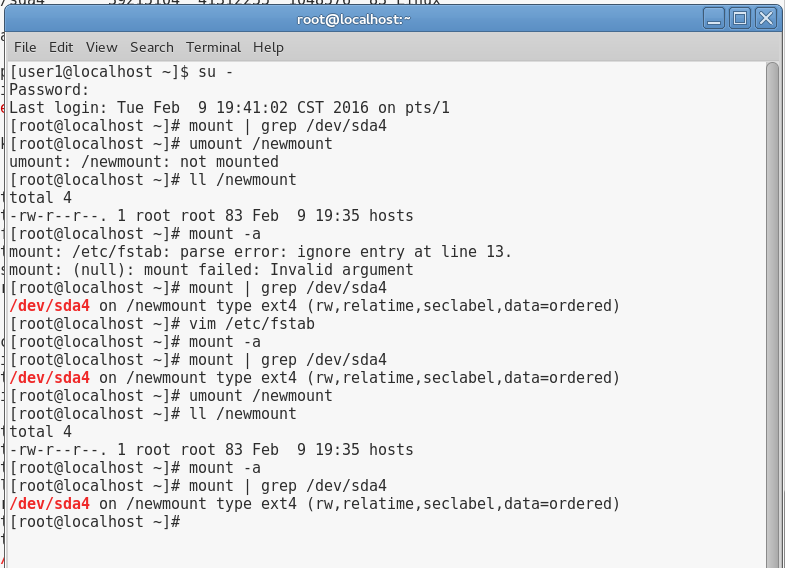 root@localhost:~
File Edit View Search Terminal Help
[user1@localhost ~]$ su -
Password:
Last login: Tue Feb  9 19:41:02 CST 2016 on pts/1
[root@localhost ~]# mount | grep /dev/sda4
[root@localhost ~]# umount /newmount
umount: /newmount: not mounted
[root@localhost ~]# ll /newmount
total 4
-rw-r--r--. 1 root root 83 Feb  9 19:35 hosts
[root@localhost ~]# mount -a
mount: /etc/fstab: parse error: ignore entry at line 13.
mount: (null): mount failed: Invalid argument
[root@localhost ~]# mount | grep /dev/sda4
/dev/sda4 on /newmount type ext4 (rw,relatime,seclabel,data=ordered)
[root@localhost ~]# vim /etc/fstab
[root@localhost ~]# mount -a
[root@localhost ~]# mount | grep /dev/sda4
/dev/sda4 on /newmount type ext4 (rw,relatime,seclabel,data=ordered)
[root@localhost ~]# umount /newmount
[root@localhost ~]# ll /newmount
total 4
-rw-r--r--. 1 root root 83 Feb  9 19:35 hosts
[root@localhost ~]# mount -a
[root@localhost ~]# mount | grep /dev/sda4
/dev/sda4 on /newmount type ext4 (rw,relatime,seclabel,data=ordered)
[root@localhost ~]#